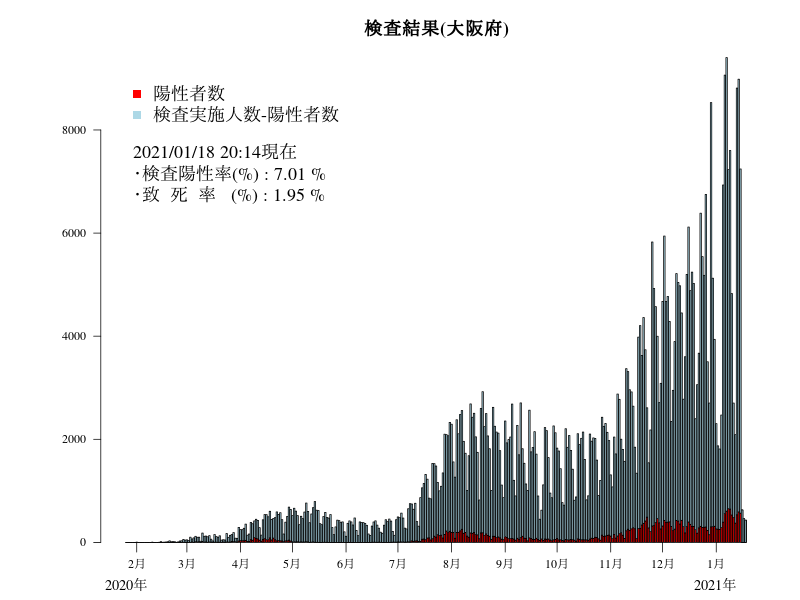 検査結果(大阪府)
陽性者数
検査実施人数-陽性者数
2021/01/18 20:14現在
・検査陽性率(%) : 7.01 %
・致 死 率 (%) : 1.95 %
8000
6000
4000
2000
0
2月 3月 4月 5月 6月 7月 8月 9月 10月 11月 12月 1月
2020年 2021年